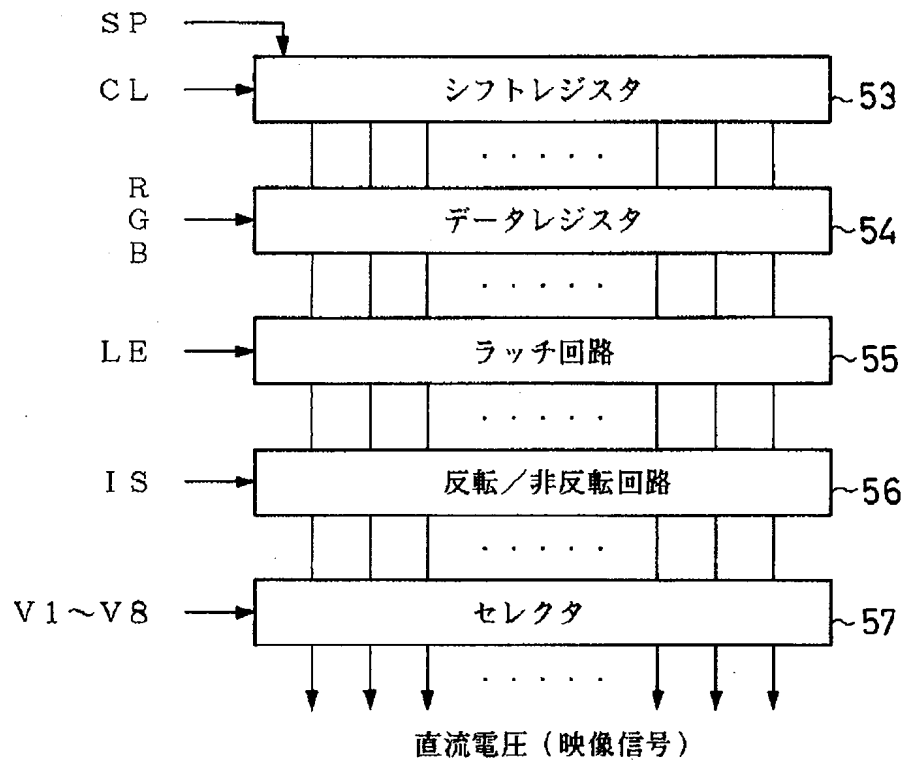 SP
CL シフトレジスタ 53
．．．．．
R
G データレジスタ 54
B
．．．．．
LE ラッチ回路 55
．．．．．
IS 反転／非反転回路 56
．．．．．
V1～V8 セレクタ 57
．．．．．
直流電圧（映像信号）